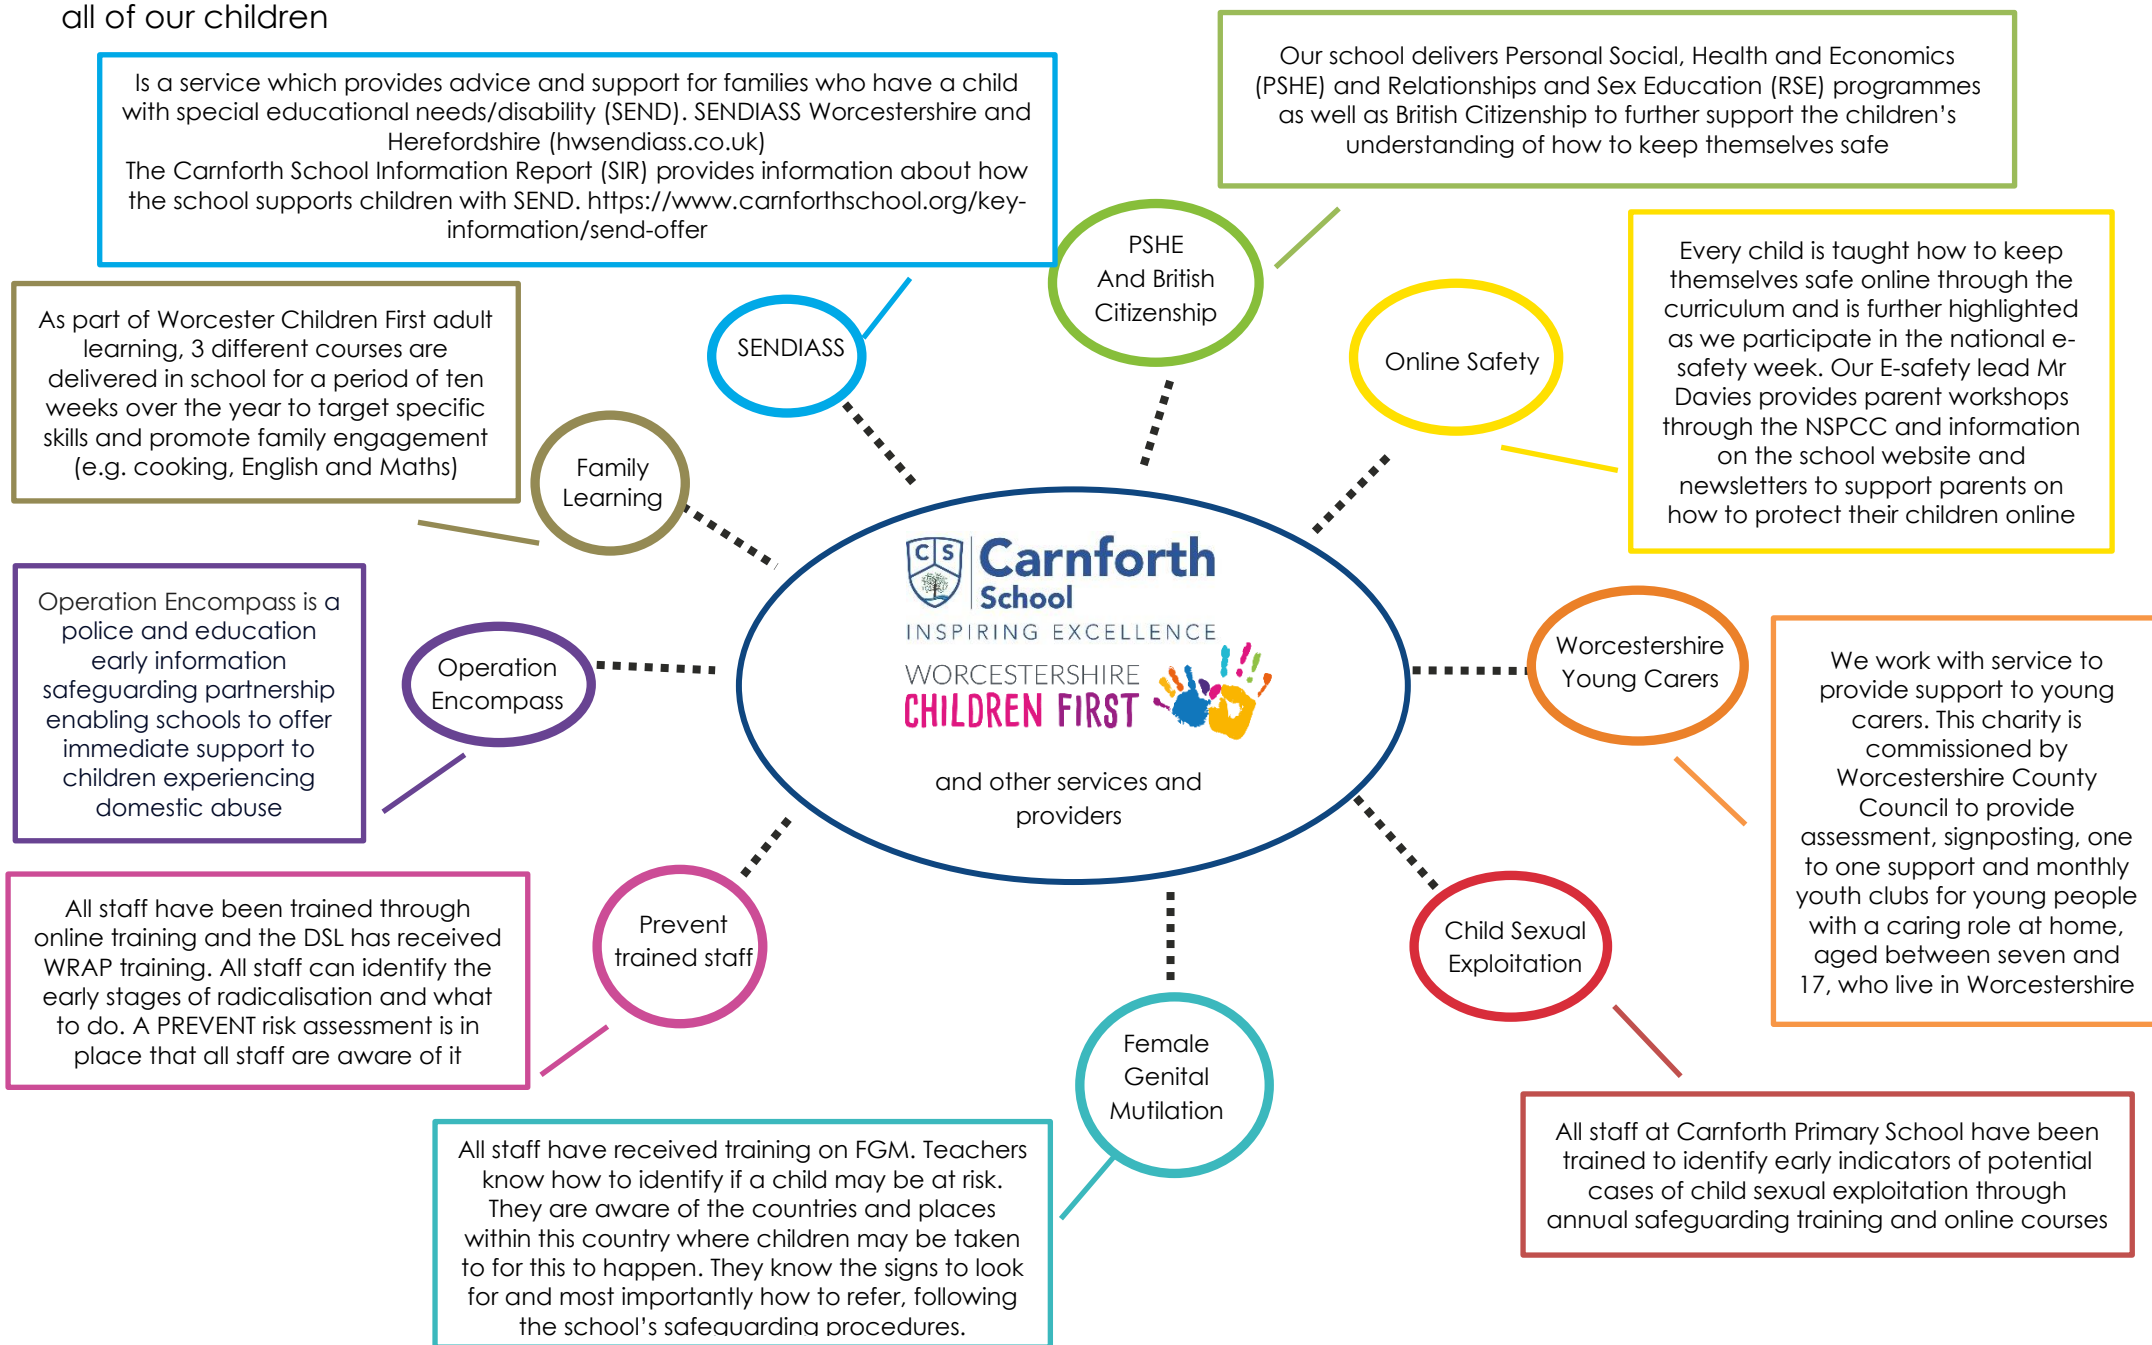 all of our children
Is a service which provides advice and support for families who have a child
with special educational needs/disability (SEND). SENDIASS Worcestershire and
Herefordshire (hwsendiass.co.uk)
The Carnforth School Information Report (SIR) provides information about how
the school supports children with SEND. https://www.carnforthschool.org/key-
information/send-offer
Our school delivers Personal Social, Health and Economics
(PSHE) and Relationships and Sex Education (RSE) programmes
as well as British Citizenship to further support the children’s
understanding of how to keep themselves safe
PSHE
And British
Citizenship
SENDIASS
Online Safety
Every child is taught how to keep
themselves safe online through the
curriculum and is further highlighted
as we participate in the national e-
safety week. Our E-safety lead Mr
Davies provides parent workshops
through the NSPCC and information
on the school website and
newsletters to support parents on
how to protect their children online
As part of Worcester Children First adult
learning, 3 different courses are
delivered in school for a period of ten
weeks over the year to target specific
skills and promote family engagement
(e.g. cooking, English and Maths)
Family
Learning
CS
Carnforth
School
INSPIRING EXCELLENCE
WORCESTERSHIRE
CHILDREN FIRST
and other services and
providers
Operation Encompass is a
police and education
early information
safeguarding partnership
enabling schools to offer
immediate support to
children experiencing
domestic abuse
Operation
Encompass
Worcestershire
Young Carers
We work with service to
provide support to young
carers. This charity is
commissioned by
Worcestershire County
Council to provide
assessment, signposting, one
to one support and monthly
youth clubs for young people
with a caring role at home,
aged between seven and
17, who live in Worcestershire
All staff have been trained through
online training and the DSL has received
WRAP training. All staff can identify the
early stages of radicalisation and what
to do. A PREVENT risk assessment is in
place that all staff are aware of it
Prevent
trained staff
Child Sexual
Exploitation
Female
Genital
Mutilation
All staff have received training on FGM. Teachers
know how to identify if a child may be at risk.
They are aware of the countries and places
within this country where children may be taken
to for this to happen. They know the signs to look
for and most importantly how to refer, following
the school’s safeguarding procedures.
All staff at Carnforth Primary School have been
trained to identify early indicators of potential
cases of child sexual exploitation through
annual safeguarding training and online courses